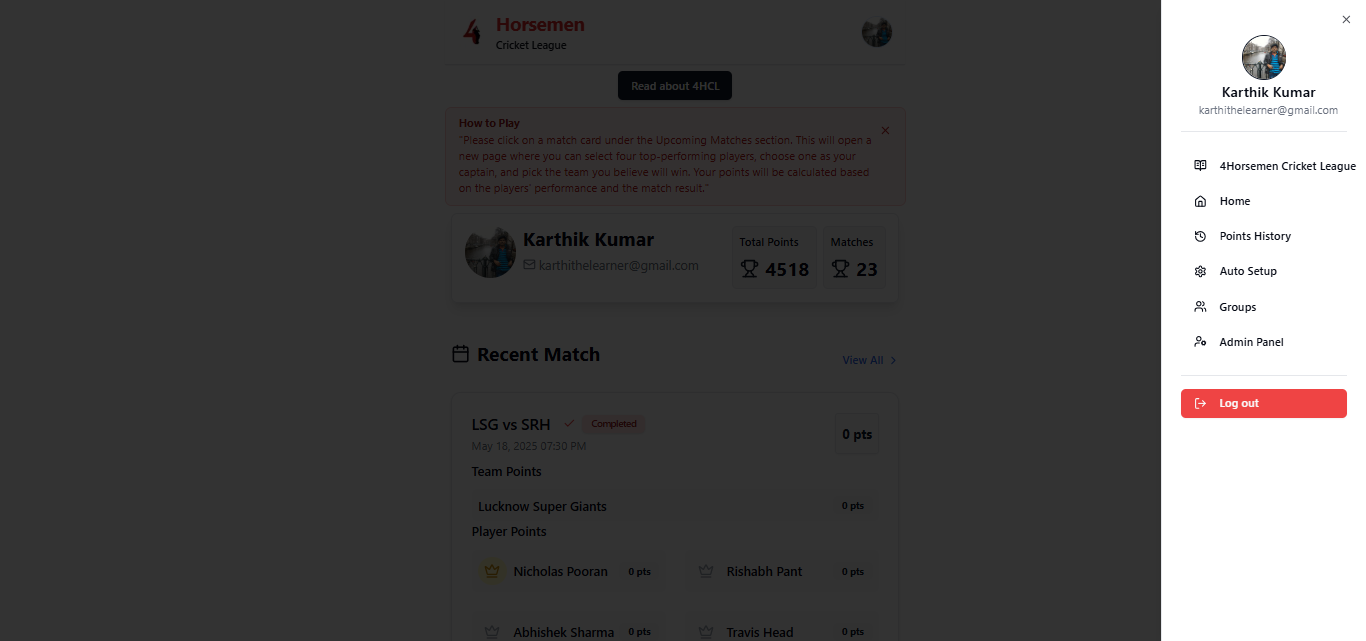 4 Horsemen
Cricket League
Read about 4HCL
How to Play
"Please click on a match card under the Upcoming Matches section. This will open a
new page where you can select four top-performing players, choose one as your
captain, and pick the team you believe will win. Your points will be calculated based
on the players' performance and the match result."
Karthik Kumar
karthithelearner@gmail.com
Total Points
4518
Matches
23
Recent Match
View All
LSG vs SRH
Completed
0 pts
May 18, 2025 07:30 PM
Team Points
Lucknow Super Giants
0 pts
Player Points
Nicholas Pooran
0 pts
Rishabh Pant
0 pts
Abhishek Sharma
0 pts
Travis Head
0 pts
Karthik Kumar
karthithelearner@gmail.com
4Horsemen Cricket League
Home
Points History
Auto Setup
Groups
Admin Panel
Log out